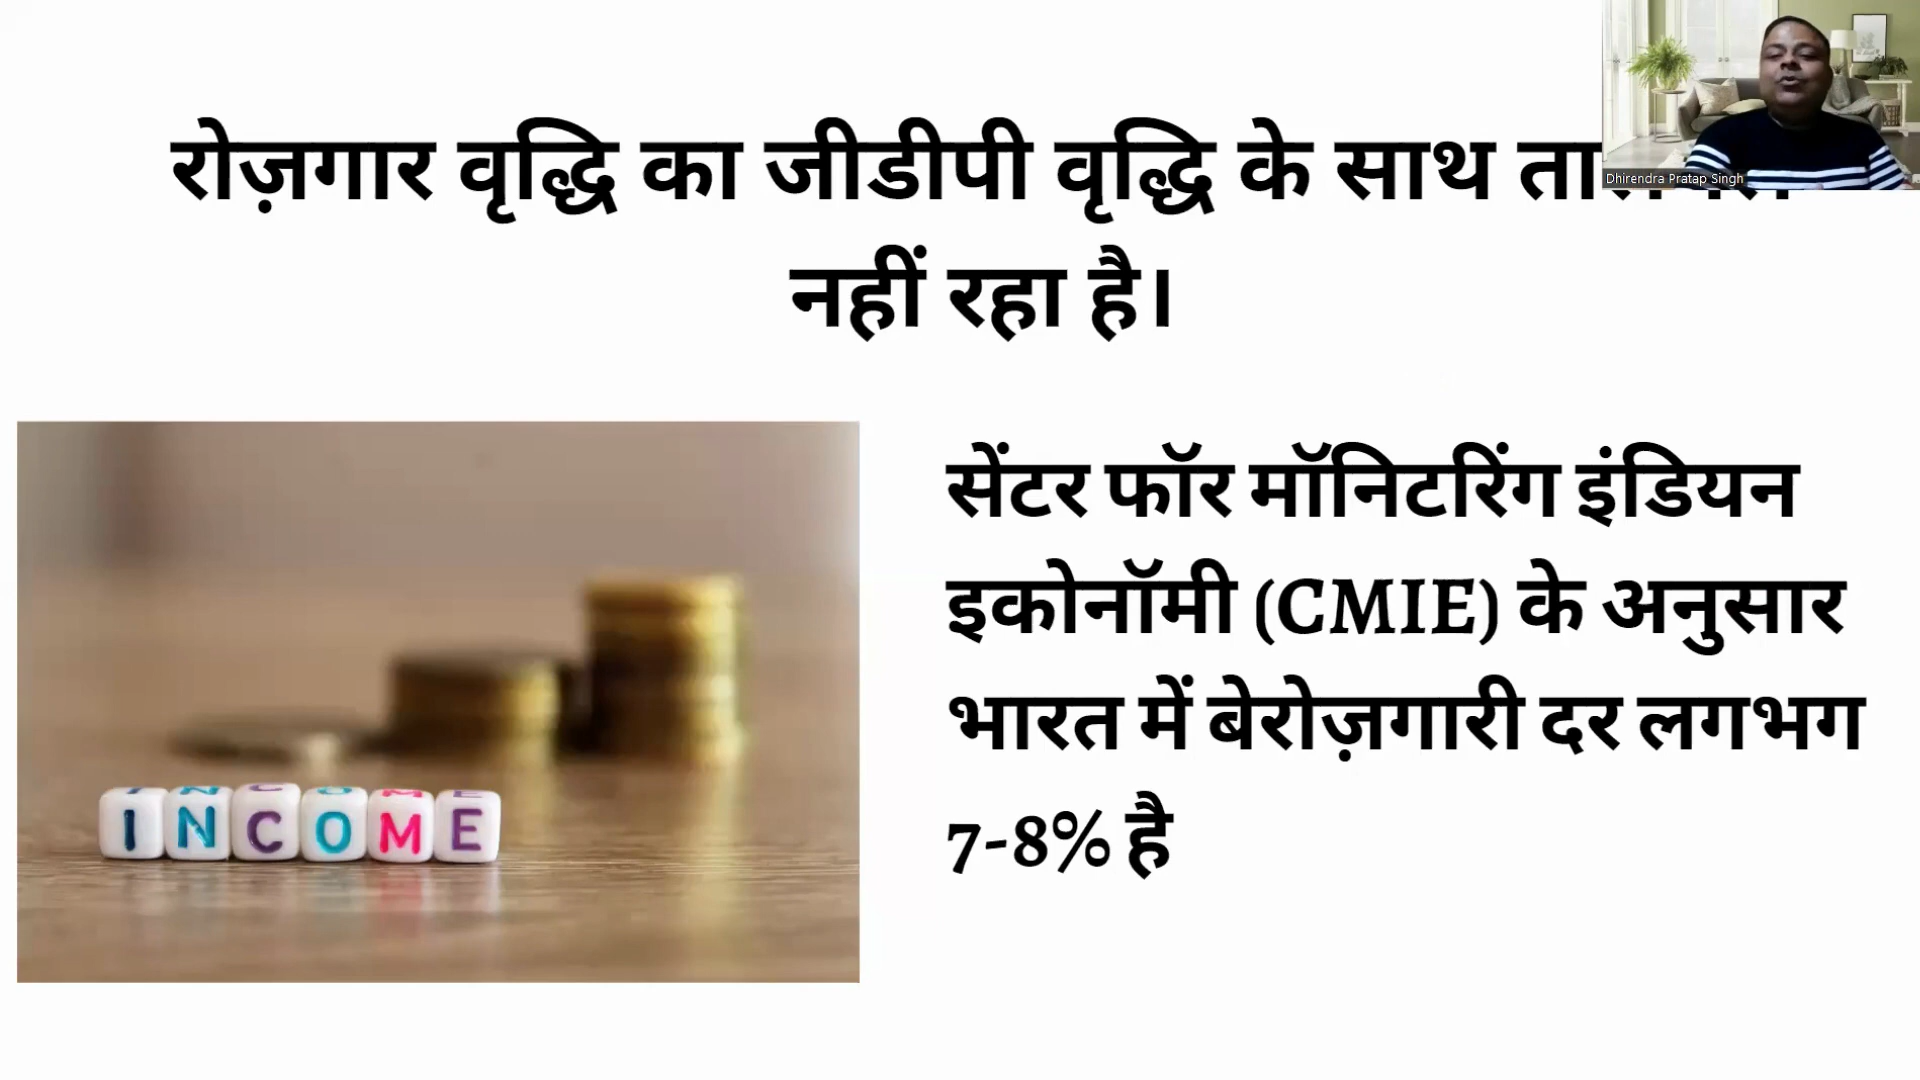 रोज़गार वृद्धि का जीडीपी वृद्धि के साथ
नहीं रहा है।
Dhirendra Pratap Singh
सेंटर फॉर मॉनिटरिंग इंडियन
इकोनॉमी (CMIE) के अनुसार
भारत में बेरोज़गारी दर लगभग
7-8% है
INCOME